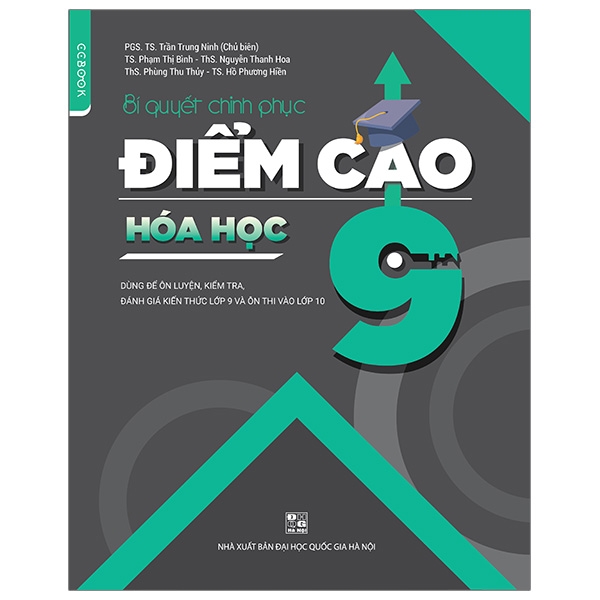 CCBOOK
PGS. TS. Trần Trung Ninh (Chủ biên)
TS. Phạm Thị Bình - ThS. Nguyễn Thanh Hoa
ThS. Phùng Thu Thủy - TS. Hồ Phương Hiền
Bí quyết chinh phục
ĐIỂM CAO
HÓA HỌC
9
DÙNG ĐỂ ÔN LUYỆN, KIỂM TRA,
ĐÁNH GIÁ KIẾN THỨC LỚP 9 VÀ ÔN THI VÀO LỚP 10
HÀ NỘI
NHÀ XUẤT BẢN ĐẠI HỌC QUỐC GIA HÀ NỘI